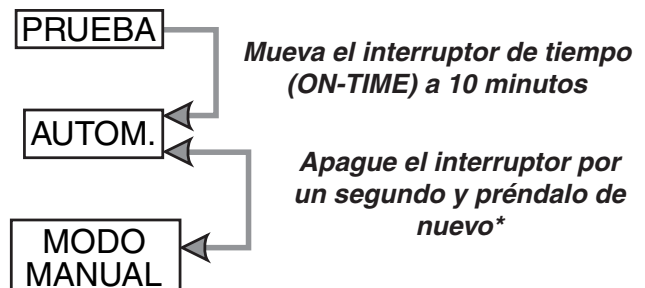 PRUEBA
Mueva el interruptor de tiempo
(ON-TIME) a 10 minutos
AUTOM.
Apague el interruptor por
un segundo y préndalo de
nuevo*
MODO
MANUAL